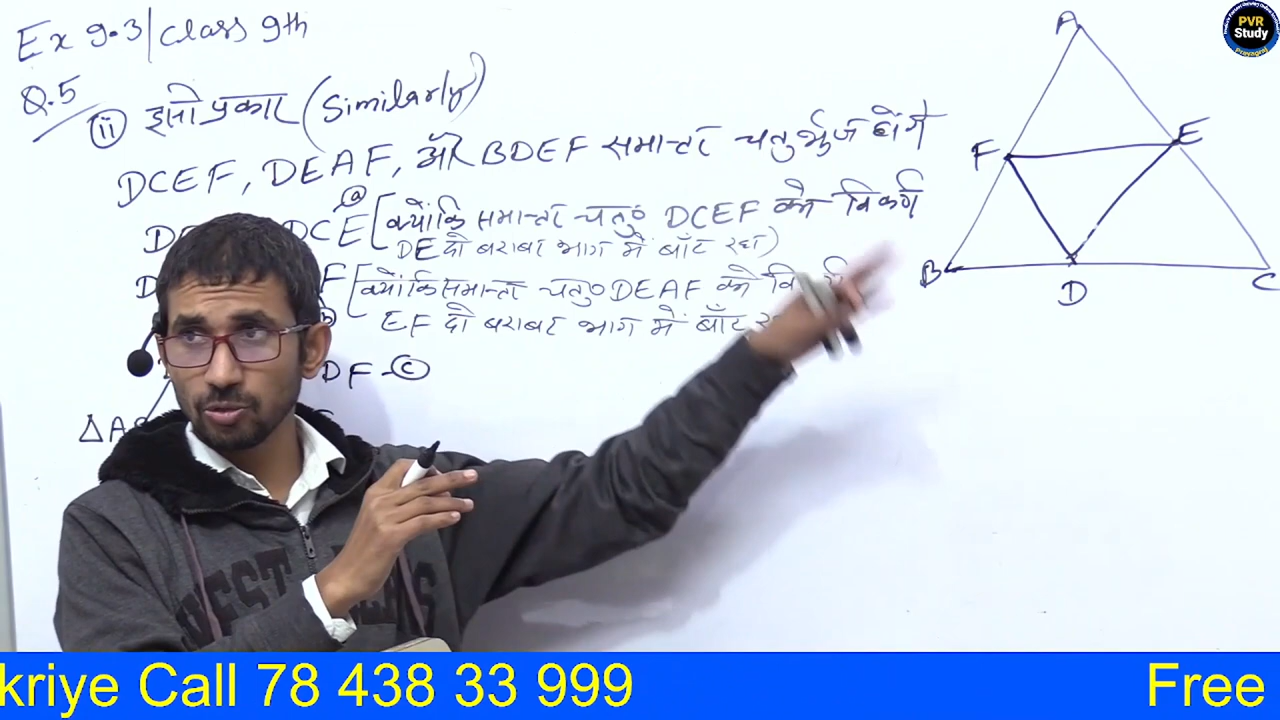 Ex 9.3/Class 9th
Q.5
ii इसी प्रकार (Similarly)
DCEF, DEAF, और BDEF समान्तर चतुर्भुज होंगे
DCE (a) [क्योंकि समान्तर चतु० DCEF को विकर्ण
DE दो बराबर भाग में बाँट रहा)
F [क्योंकि समान्तर चतु० DEAF को
(b) EF दो बराबर भाग में बाँट
DF - (c)
A
F
E
B
D
C
PVR
Study
Prayagraj
kriye Call 78 438 33 999
Free